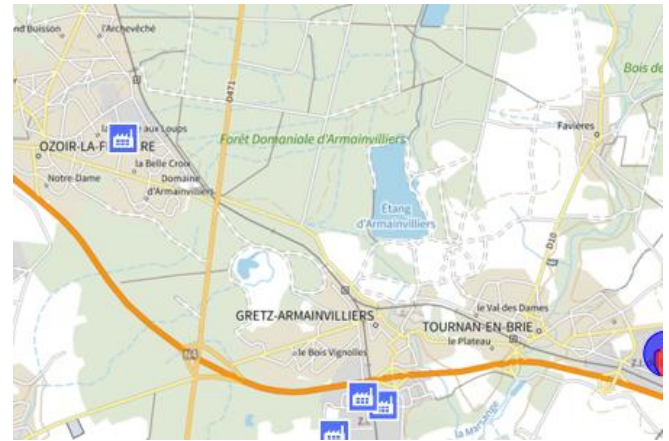 nd Buisson
l'Archevêché
D471
Bois de
Favières
Forêt Domaniale d'Armainvilliers
OZOIR-LA-F
RE
aux Loups
la Belle Croix
Notre-Dame
Domaine
d'Armainvilliers
Étang
d'Armainvilliers
D10
le Val des Dames
GRETZ-ARMAINVILLIERS
TOURNAN-EN-BRIE
le Plateau
N4
le Bois Vignolles
Z.I.
Z.I.
la Marsange